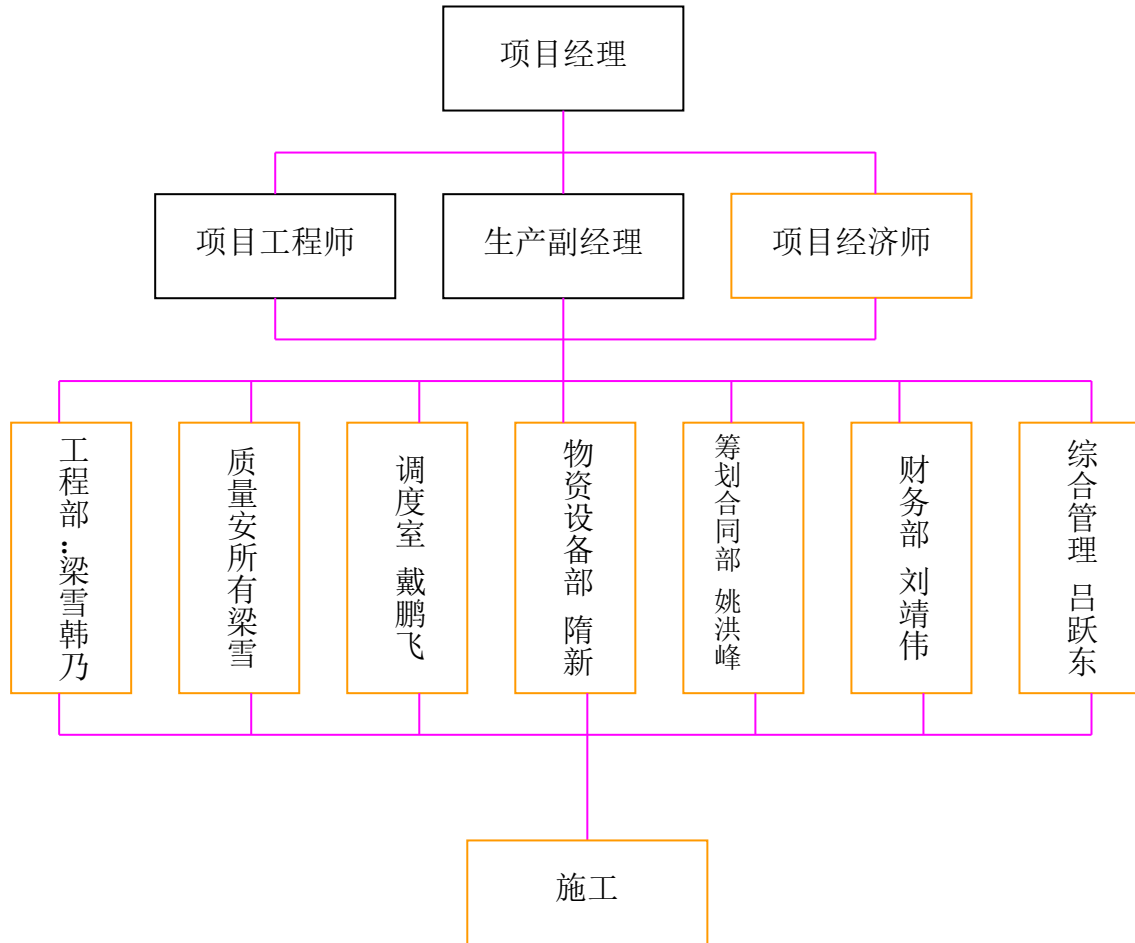 项目经理
项目工程师
生产副经理
项目经济师
工程部…梁雪韩乃
质量安所有梁雪
调度室 戴鹏飞
物资设备部 隋新
筹划合同部 姚洪峰
财务部 刘靖伟
综合管理 吕跃东
施工